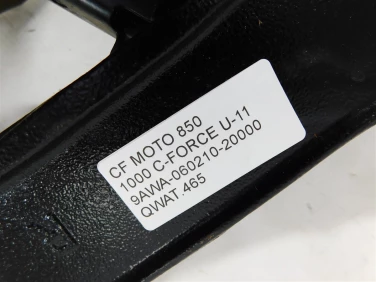 CF MOTO 850
1000 C-FORCE U-11
9AWA-060210-20000
QWAT.465